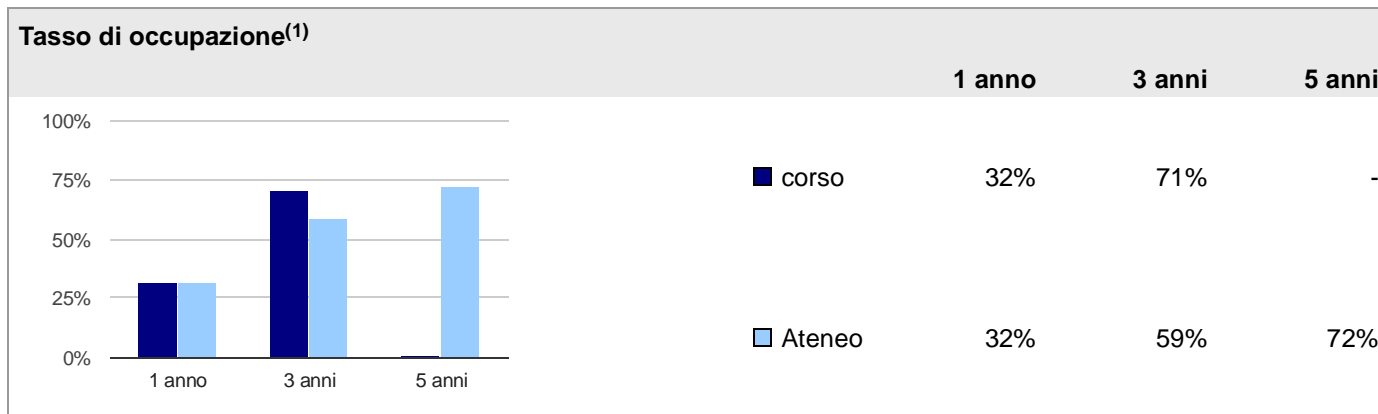 Tasso di occupazione(1)
1 anno 3 anni 5 anni
100%
75%
50%
25%
0%
1 anno 3 anni 5 anni
corso 32% 71% -
Ateneo 32% 59% 72%